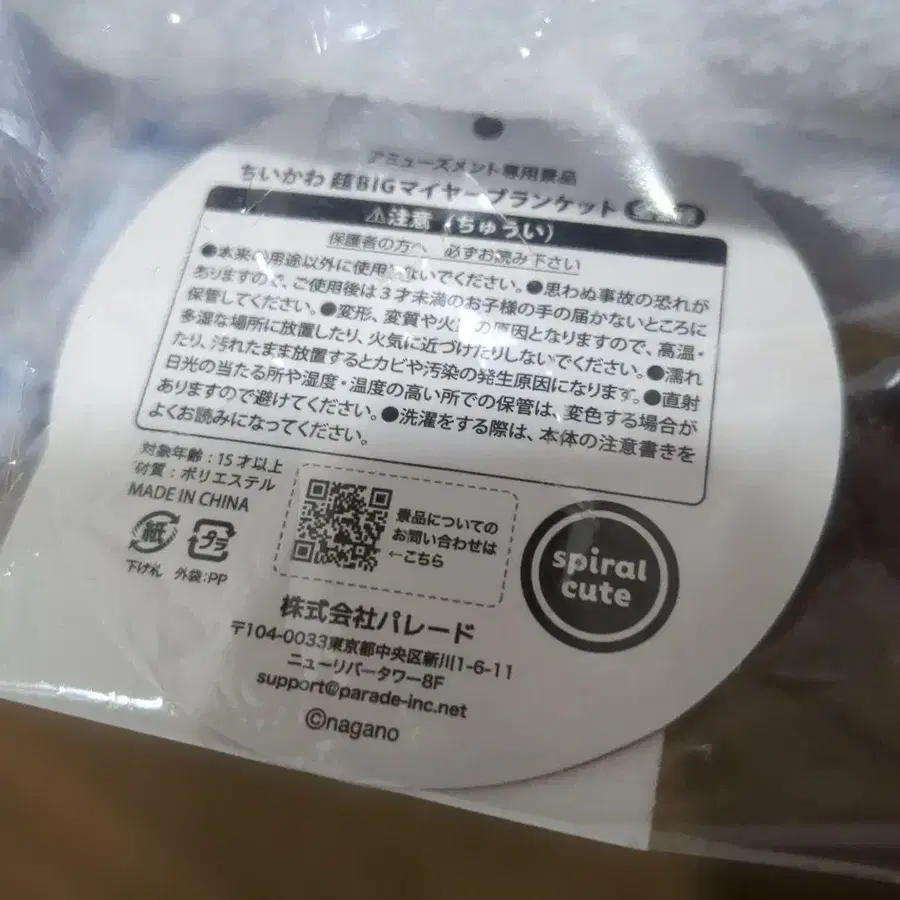 アミューズメント専用景品
ちいかわ 超BIGマイヤーブランケット
⚠注意（ちゅうい）
保護者の方へ 必ずお読み下さい
●本来の用途以外に使用しないでください。●思わぬ事故の恐れが
ありますので、ご使用後は3才未満のお子様の手の届かないところに
保管してください。●変形、変質や火災の原因となりますので、高温・
多湿な場所に放置したり、火気に近づけたりしないでください。●濡れ
たり、汚れたまま放置するとカビや汚染の発生原因になります。●直射
日光の当たる所や湿度・温度の高い所での保管は、変色する場合が
ありますので避けてください。●洗濯をする際は、本体の注意書きを
よくお読みになってください。
対象年齢：15才以上
材質：ポリエステル
MADE IN CHINA
紙 プラ
下げ札 外袋:PP
景品についての
お問い合わせは
←こちら
spiral
cute
株式会社パレード
〒104-0033東京都中央区新川1-6-11
ニューリバータワー8F
support@parade-inc.net
©nagano